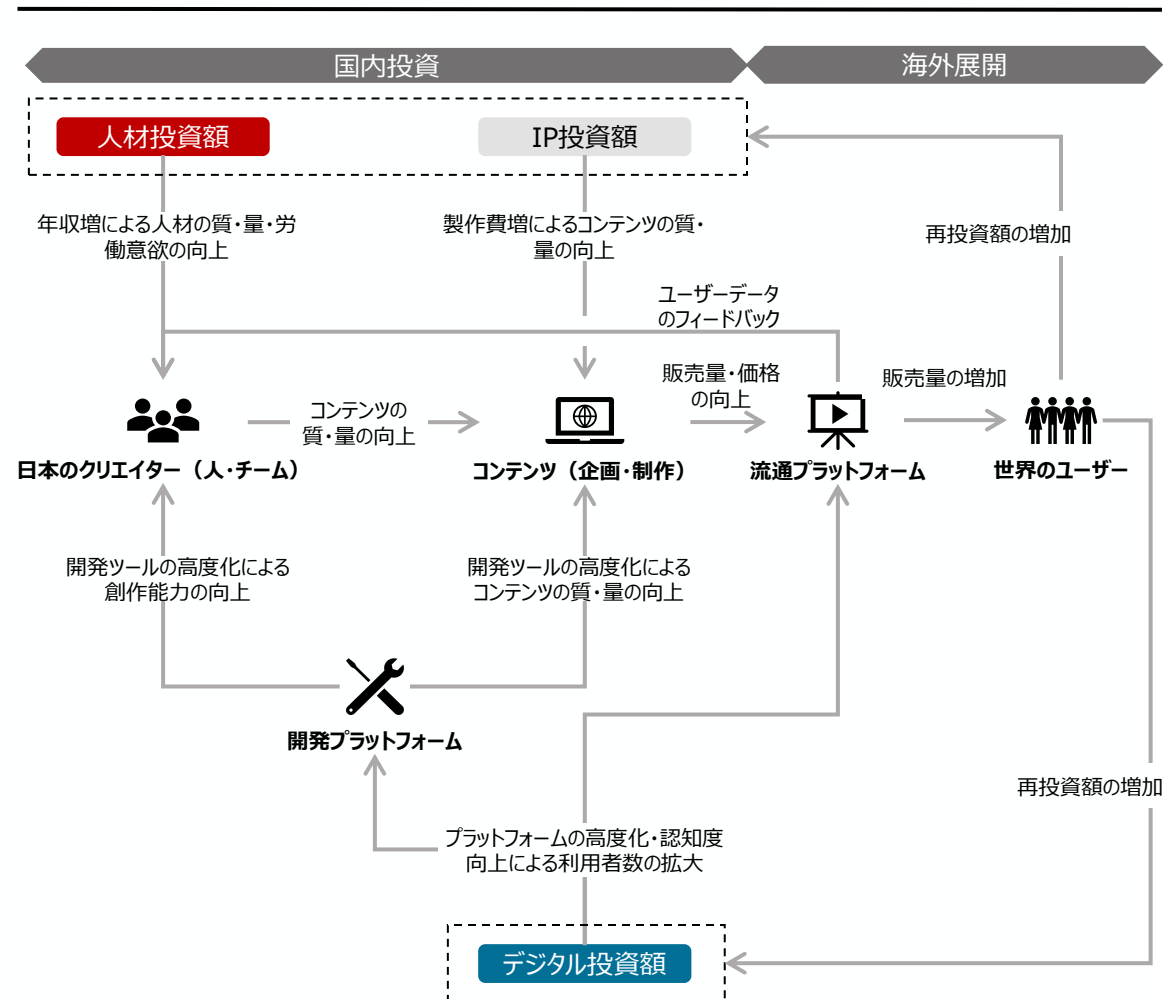 国内投資
海外展開
人材投資額
IP投資額
年収増による人材の質・量・労
働意欲の向上
製作費増によるコンテンツの質・
量の向上
再投資額の増加
ユーザーデータ
のフィードバック
コンテンツの
質・量の向上
販売量・価格
の向上
販売量の増加
日本のクリエイター（人・チーム）
コンテンツ（企画・制作）
流通プラットフォーム
世界のユーザー
開発ツールの高度化による
創作能力の向上
開発ツールの高度化による
コンテンツの質・量の向上
開発プラットフォーム
再投資額の増加
プラットフォームの高度化・認知度
向上による利用者数の拡大
デジタル投資額